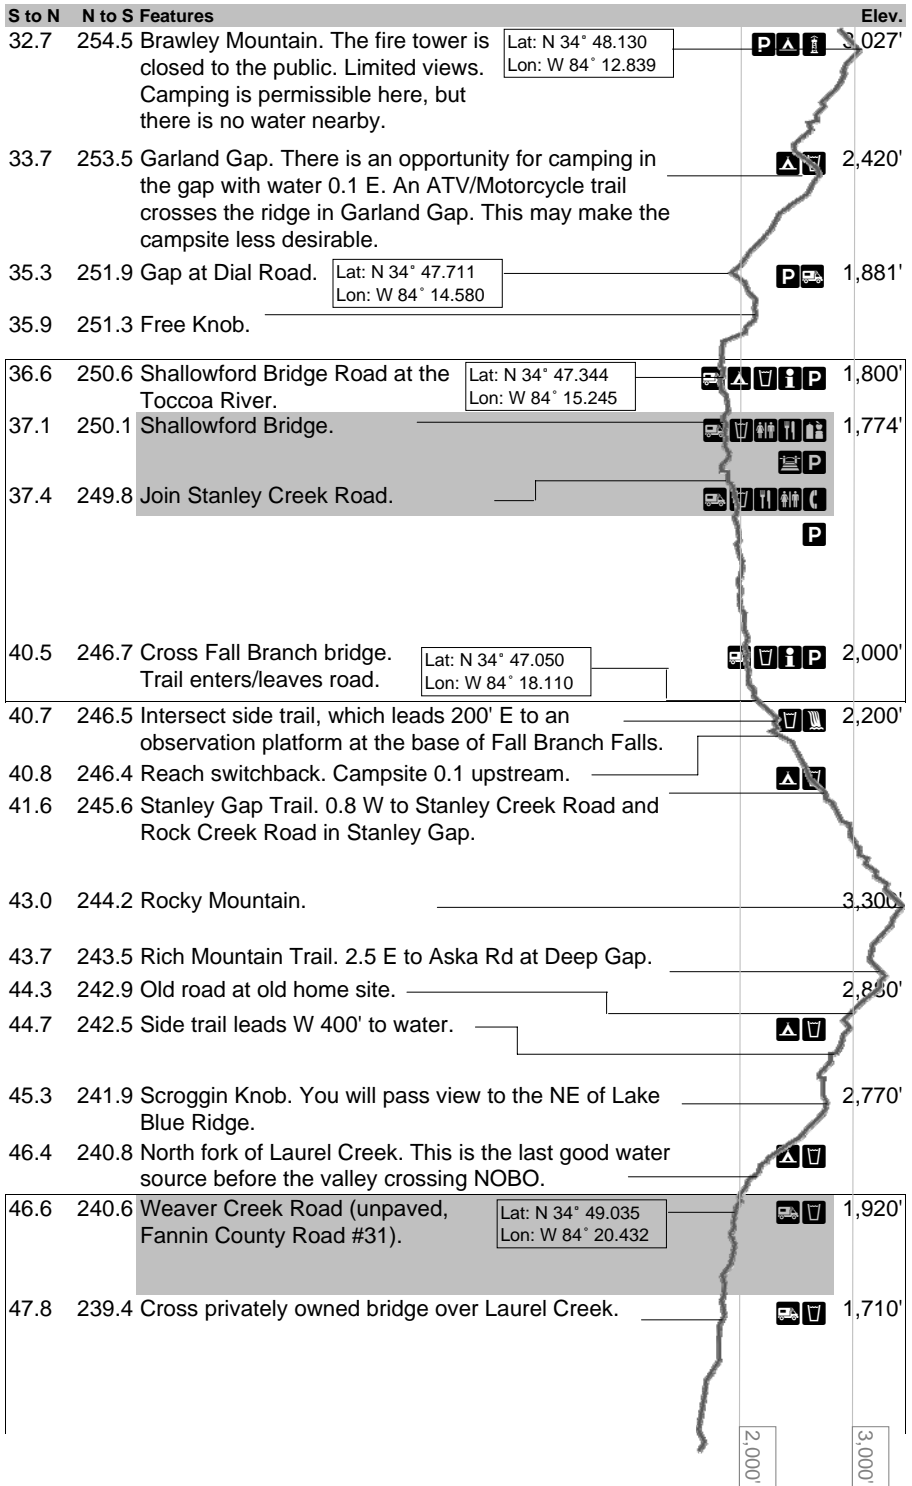 S to N N to S Features Elev.
32.7 254.5 Brawley Mountain. The fire tower is Lat: N 34° 48.130 P 3,027'
closed to the public. Limited views. Lon: W 84° 12.839
Camping is permissible here, but
there is no water nearby.
33.7 253.5 Garland Gap. There is an opportunity for camping in 2,420'
the gap with water 0.1 E. An ATV/Motorcycle trail
crosses the ridge in Garland Gap. This may make the
campsite less desirable.
35.3 251.9 Gap at Dial Road. Lat: N 34° 47.711 P 1,881'
Lon: W 84° 14.580
35.9 251.3 Free Knob.
36.6 250.6 Shallowford Bridge Road at the Lat: N 34° 47.344 i P 1,800'
Toccoa River. Lon: W 84° 15.245
37.1 250.1 Shallowford Bridge. 1,774'
P
37.4 249.8 Join Stanley Creek Road.
P
40.5 246.7 Cross Fall Branch bridge. Lat: N 34° 47.050 i P 2,000'
Trail enters/leaves road. Lon: W 84° 18.110
40.7 246.5 Intersect side trail, which leads 200' E to an 2,200'
observation platform at the base of Fall Branch Falls.
40.8 246.4 Reach switchback. Campsite 0.1 upstream.
41.6 245.6 Stanley Gap Trail. 0.8 W to Stanley Creek Road and
Rock Creek Road in Stanley Gap.
43.0 244.2 Rocky Mountain. 3,300'
43.7 243.5 Rich Mountain Trail. 2.5 E to Aska Rd at Deep Gap.
44.3 242.9 Old road at old home site. 2,880'
44.7 242.5 Side trail leads W 400' to water.
45.3 241.9 Scroggin Knob. You will pass view to the NE of Lake 2,770'
Blue Ridge.
46.4 240.8 North fork of Laurel Creek. This is the last good water
source before the valley crossing NOBO.
46.6 240.6 Weaver Creek Road (unpaved, Lat: N 34° 49.035 1,920'
Fannin County Road #31). Lon: W 84° 20.432
47.8 239.4 Cross privately owned bridge over Laurel Creek. 1,710'
2,000' 3,000'